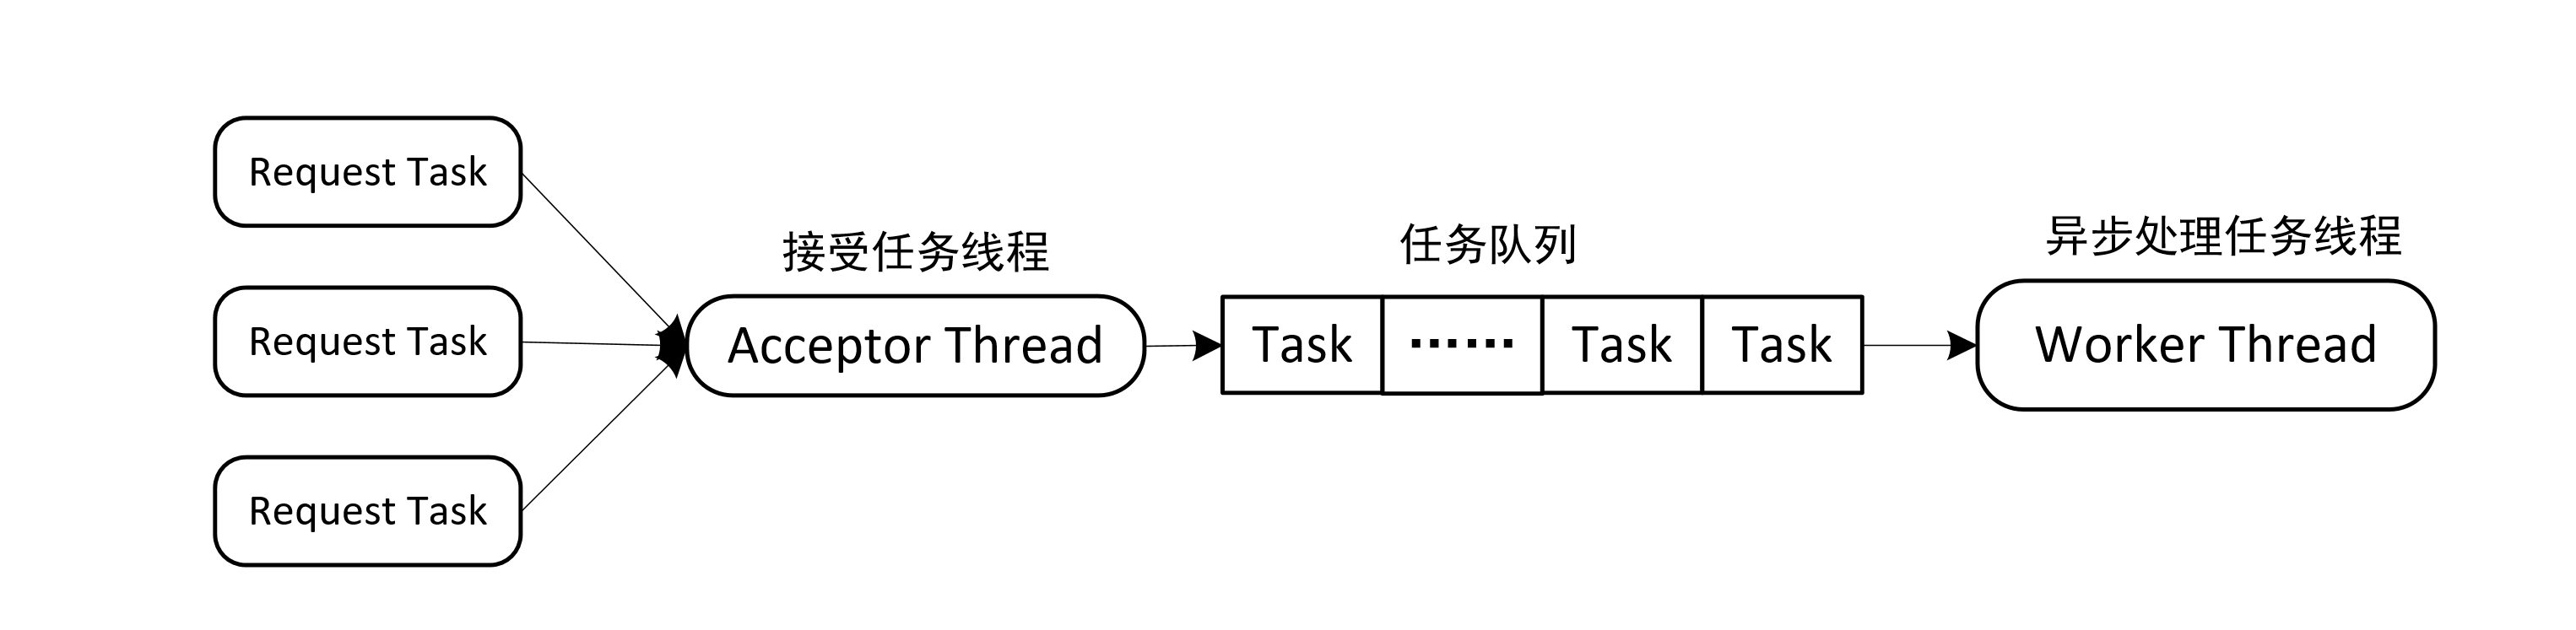 Request Task
Request Task
Request Task
接受任务线程
Acceptor Thread
任务队列
Task
······
Task
Task
异步处理任务线程
Worker Thread